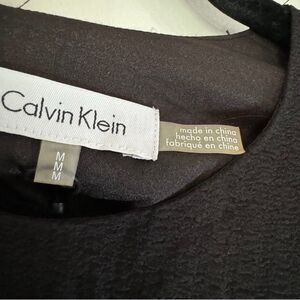 Calvin Klein
made in china
hecho en china
fabriqué en chine
M
M
M